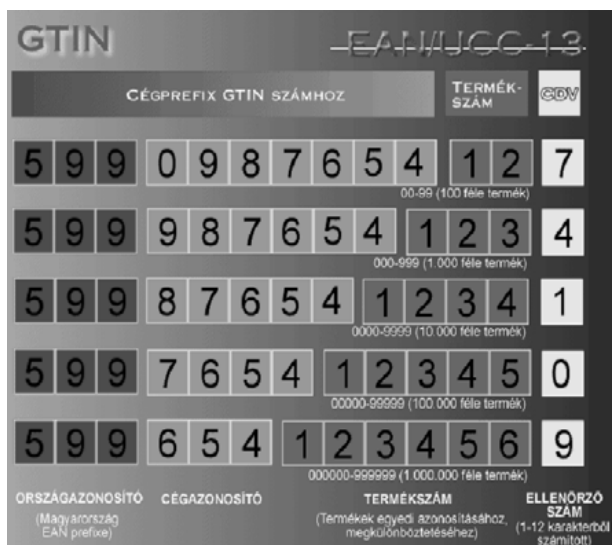 GTIN EAN/UCC-13
CÉGPREFIX GTIN SZÁMHOZ TERMÉK-
SZÁM CDV
5 9 9 0 9 8 7 6 5 4 1 2 7
00-99 (100 féle termék)
5 9 9 9 8 7 6 5 4 1 2 3 4
000-999 (1.000 féle termék)
5 9 9 8 7 6 5 4 1 2 3 4 1
0000-9999 (10.000 féle termék)
5 9 9 7 6 5 4 1 2 3 4 5 0
00000-99999 (100.000 féle termék)
5 9 9 6 5 4 1 2 3 4 5 6 9
000000-999999 (1.000.000 féle termék)
ORSZÁGAZONOSÍTÓ
(Magyarország
EAN prefixe)
CÉGAZONOSÍTÓ
TERMÉKSZÁM
(Termékek egyedi azonosításához,
megkülönböztetéséhez)
ELLENŐRZŐ
SZÁM
(1-12 karakterből
számított)